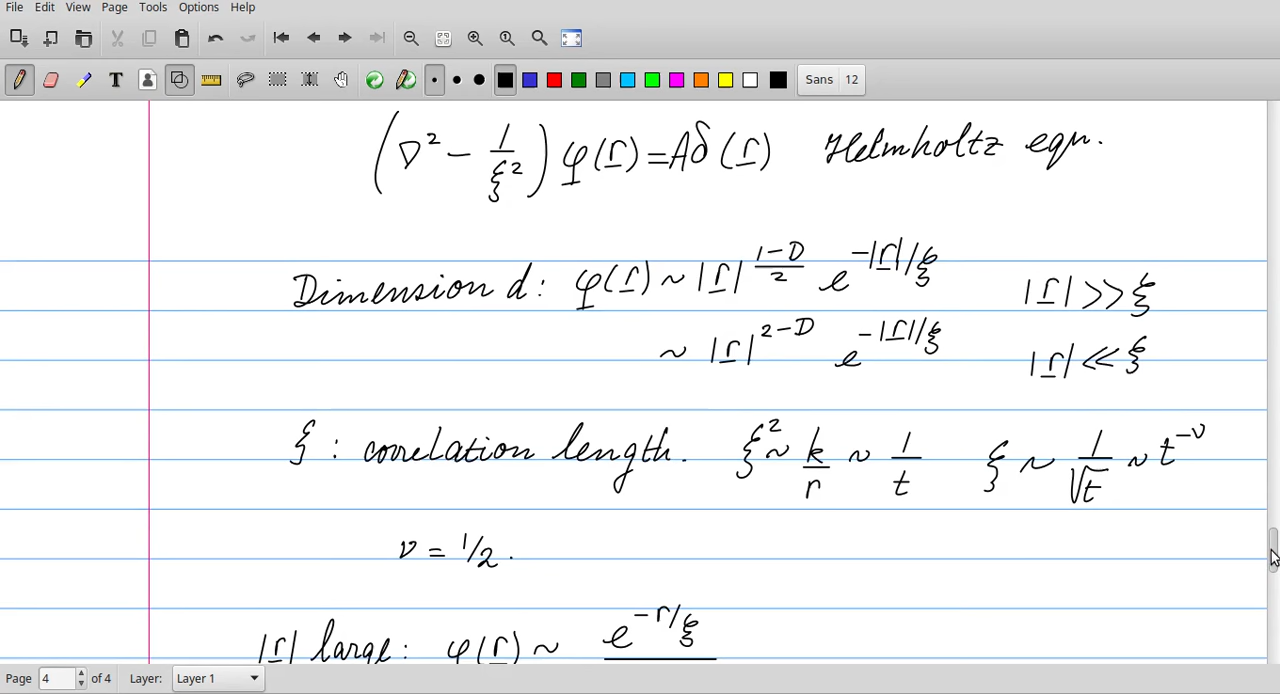 File Edit View Page Tools Options Help
Sans 12
(∇² − 1/ξ²) φ(r) = Aδ(r) Helmholtz eqn.
Dimension d: φ(r) ~ |r|^((1−D)/2) e^(−|r|/ξ) |r| >> ξ
~ |r|^(2−D) e^(−|r|/ξ) |r| << ξ
ξ: correlation length. ξ² ~ k/r ~ 1/t ξ ~ 1/√t ~ t^(−ν)
ν = 1/2.
|r| large: φ(r) ~ e^(−r/ξ)
Page 4 of 4 Layer: Layer 1